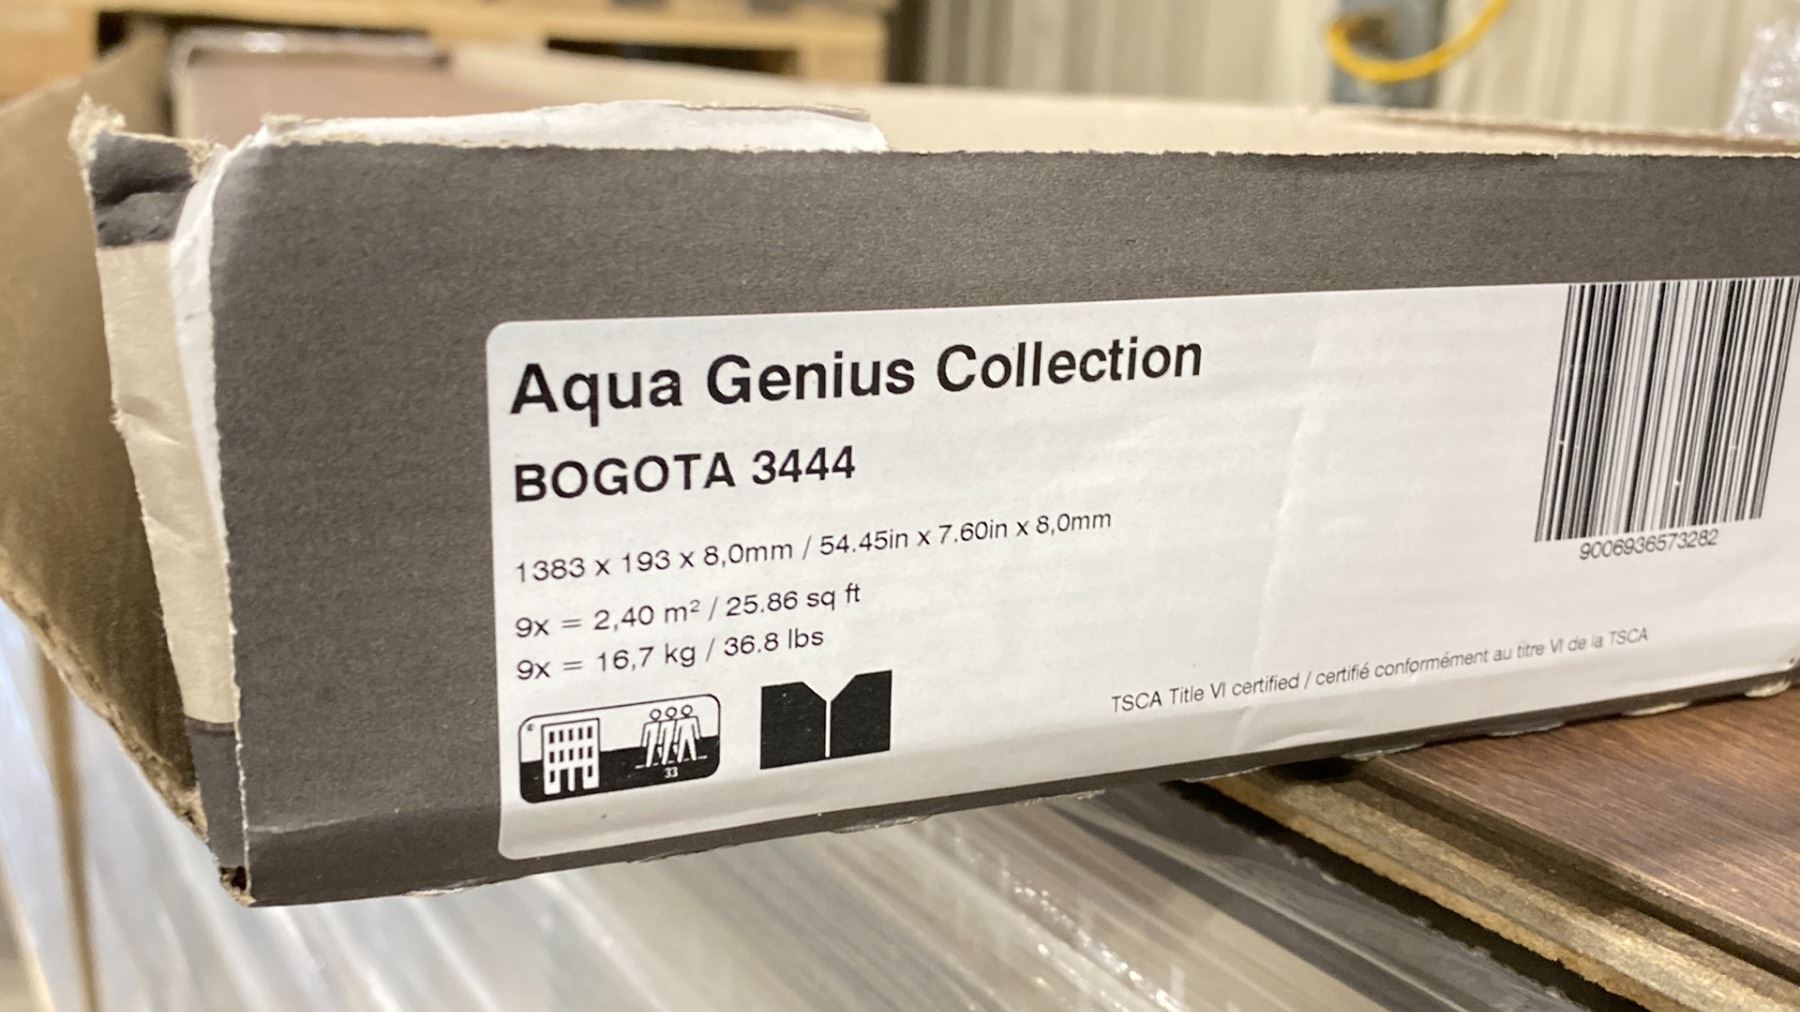 Aqua Genius Collection
BOGOTA 3444
1383 x 193 x 8,0mm / 54.45in x 7.60in x 8,0mm
9x = 2,40 m² / 25.86 sq ft
9x = 16,7 kg / 36.8 lbs
33
9006936573282
TSCA Title VI certified / certifié conformément au titre VI de la TSCA